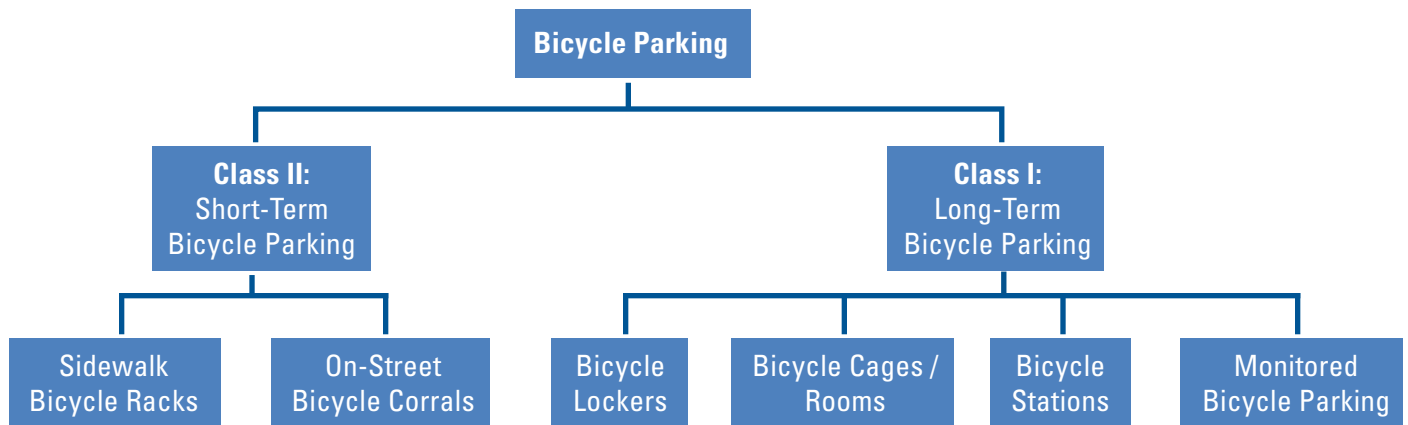 Bicycle Parking
Class II:
Short-Term
Bicycle Parking
Class I:
Long-Term
Bicycle Parking
Sidewalk
Bicycle Racks
On-Street
Bicycle Corrals
Bicycle
Lockers
Bicycle Cages /
Rooms
Bicycle
Stations
Monitored
Bicycle Parking